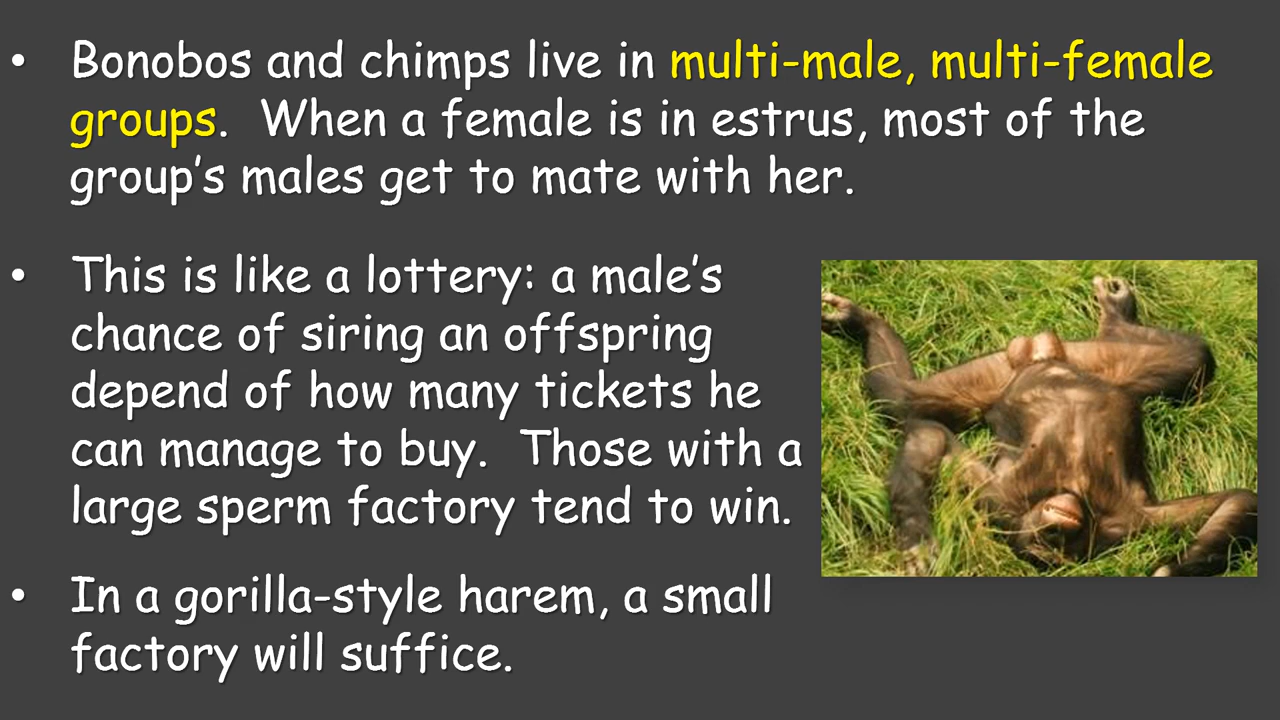 • Bonobos and chimps live in multi-male, multi-female
groups.  When a female is in estrus, most of the
group’s males get to mate with her.
• This is like a lottery: a male’s
chance of siring an offspring
depend of how many tickets he
can manage to buy.  Those with a
large sperm factory tend to win.
• In a gorilla-style harem, a small
factory will suffice.